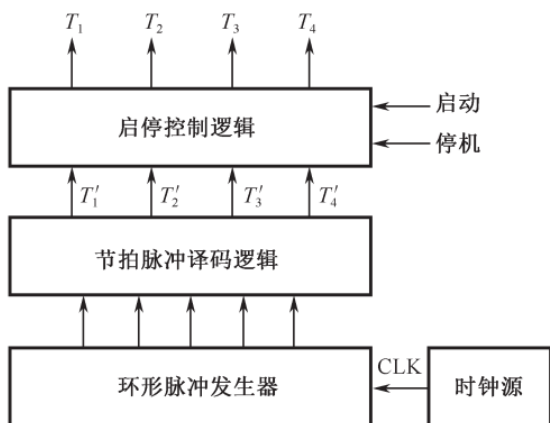 T₁ T₂ T₃ T₄
启停控制逻辑
启动
停机
T′₁ T′₂ T′₃ T′₄
节拍脉冲译码逻辑
环形脉冲发生器
CLK
时钟源